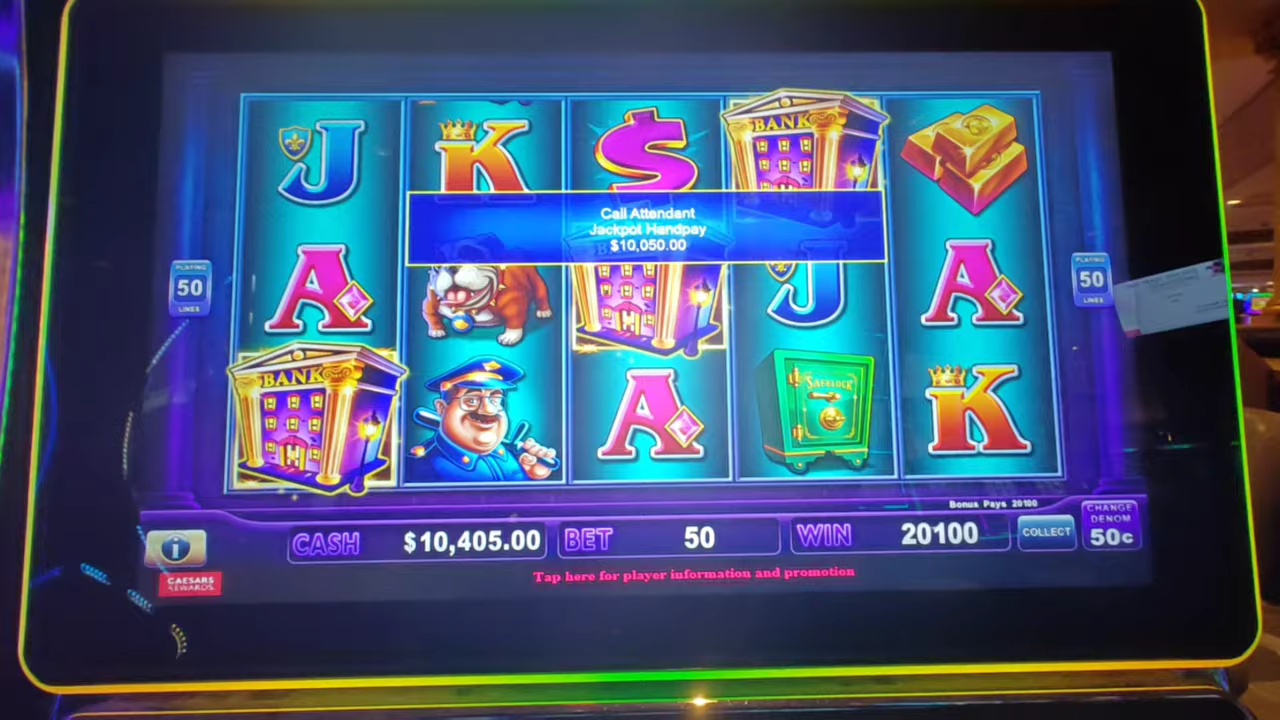 J
K
$
BANK
Call Attendant
Jackpot Handpay
$10,050.00
A
J
A
PLAYING
50
LINES
PLAYING
50
LINES
BANK
A
SAFELOCK
K
Bonus Pays 20100
i
CASH $10,405.00 BET 50 WIN 20100 COLLECT
CHANGE
DENOM
50¢
CAESARS
REWARDS
Tap here for player information and promotion